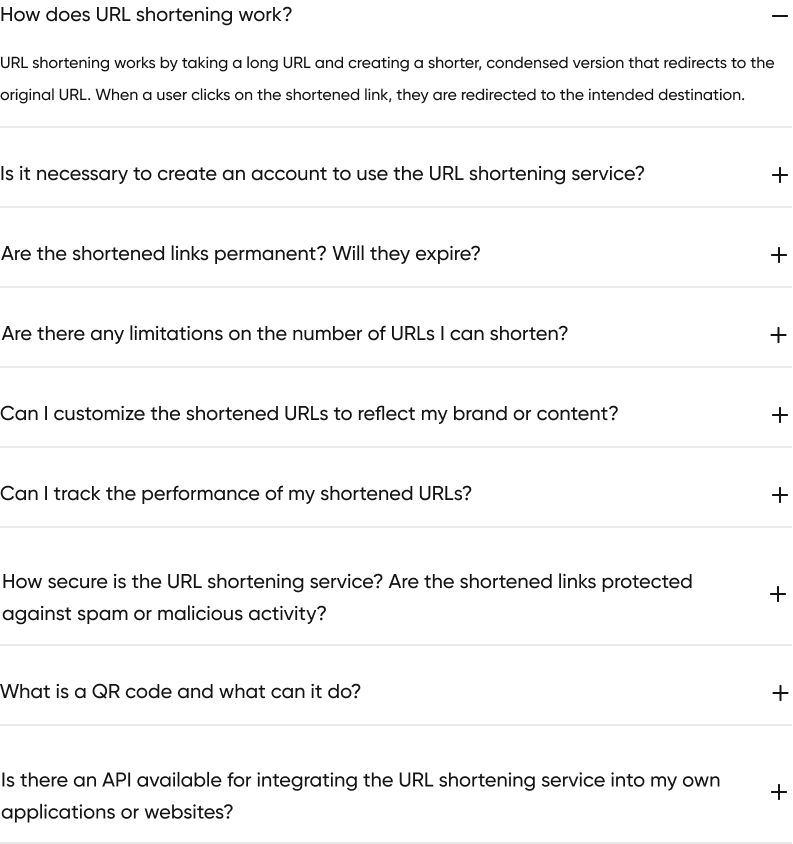 How does URL shortening work?
URL shortening works by taking a long URL and creating a shorter, condensed version that redirects to the
original URL. When a user clicks on the shortened link, they are redirected to the intended destination.
Is it necessary to create an account to use the URL shortening service?
Are the shortened links permanent? Will they expire?
Are there any limitations on the number of URLs I can shorten?
Can I customize the shortened URLs to reflect my brand or content?
Can I track the performance of my shortened URLs?
How secure is the URL shortening service? Are the shortened links protected
against spam or malicious activity?
What is a QR code and what can it do?
Is there an API available for integrating the URL shortening service into my own
applications or websites?